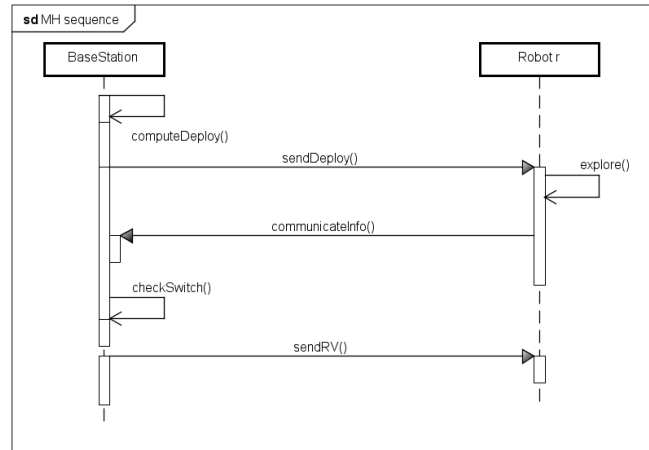 sd MH sequence
BaseStation
Robot r
computeDeploy()
sendDeploy()
explore()
communicateInfo()
checkSwitch()
sendRV()